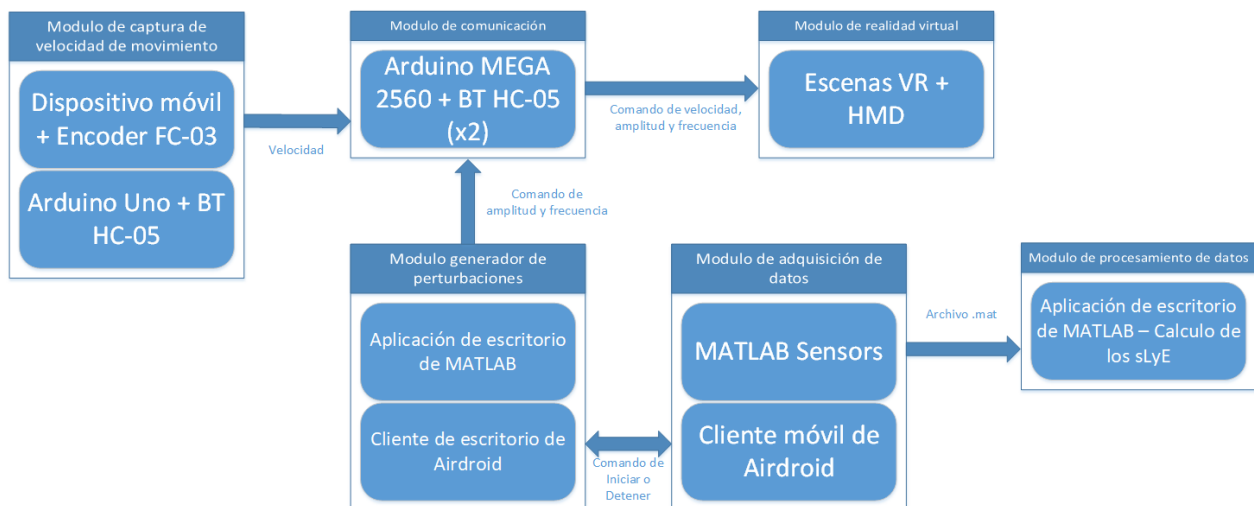 Modulo de captura de
velocidad de movimiento
Dispositivo móvil
+ Encoder FC-03
Arduino Uno + BT
HC-05
Velocidad
Modulo de comunicación
Arduino MEGA
2560 + BT HC-05
(x2)
Comando de velocidad,
amplitud y frecuencia
Modulo de realidad virtual
Escenas VR +
HMD
Comando de
amplitud y frecuencia
Modulo generador de
perturbaciones
Aplicación de escritorio
de MATLAB
Cliente de escritorio de
Airdroid
Comando de
Iniciar o
Detener
Modulo de adquisición de
datos
MATLAB Sensors
Cliente móvil de
Airdroid
Archivo .mat
Modulo de procesamiento de datos
Aplicación de escritorio
de MATLAB – Calculo de
los sLyE